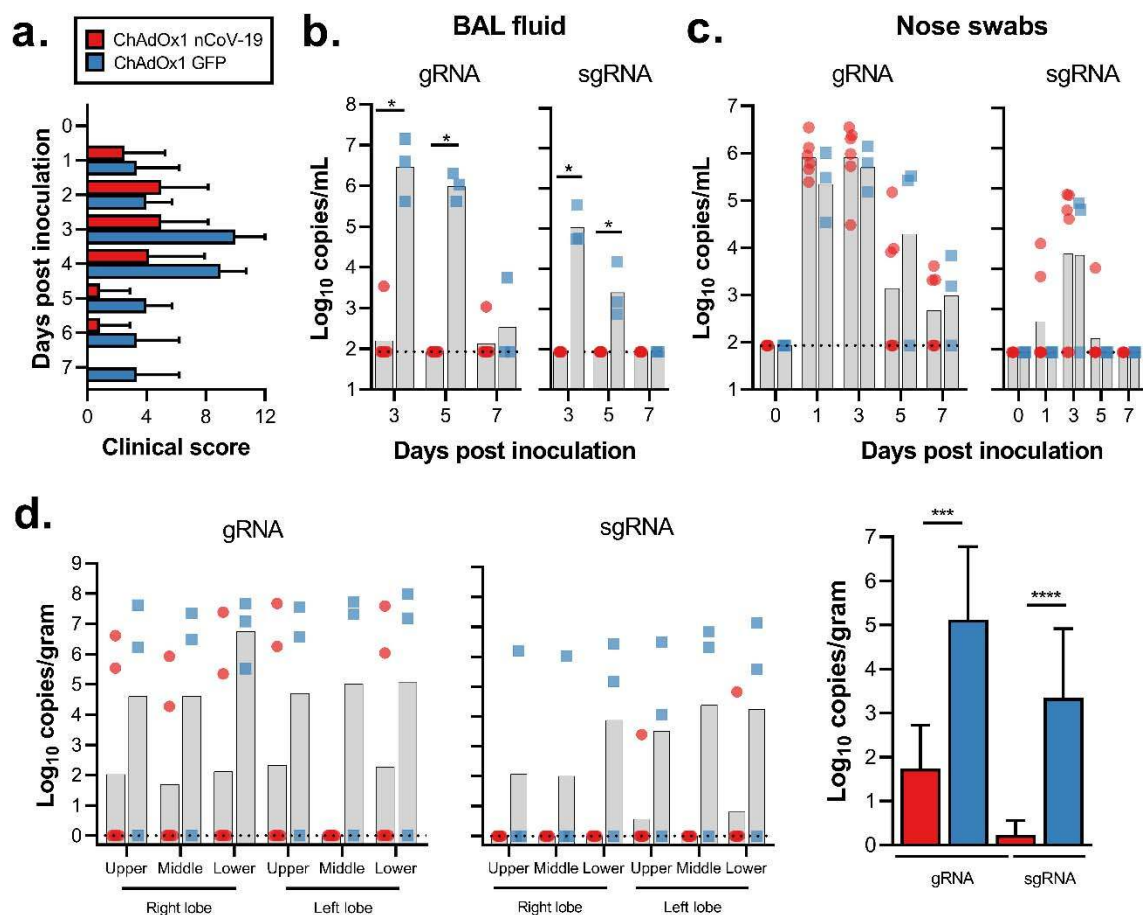 a.
ChAdOx1 nCoV-19
ChAdOx1 GFP
Days post inoculation
0
1
2
3
4
5
6
7
0 4 8 12
Clinical score
b.
BAL fluid
gRNA sgRNA
Log10 copies/mL
8
7
6
5
4
3
2
1
* * * *
3 5 7 3 5 7
Days post inoculation
c.
Nose swabs
gRNA sgRNA
Log10 copies/mL
7
6
5
4
3
2
1
0 1 3 5 7 0 1 3 5 7
Days post inoculation
d.
gRNA
Log10 copies/gram
9
8
7
6
5
4
3
2
1
0
Upper Middle Lower Upper Middle Lower
Right lobe Left lobe
sgRNA
Upper Middle Lower Upper Middle Lower
Right lobe Left lobe
Log10 copies/gram
7
6
5
4
3
2
1
0
*** ****
gRNA sgRNA